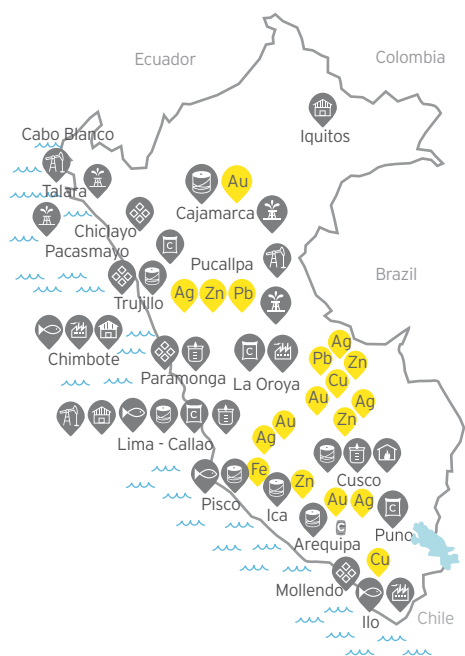 Ecuador
Colombia
Iquitos
Cabo Blanco
Talara
Au
Cajamarca
Chiclayo
Pacasmayo
C
Pucallpa
Brazil
Trujillo
Ag Zn Pb
Chimbote
Paramonga
C
La Oroya
Ag
Pb
Zn
Cu
Au
Ag
Zn
C
Lima - Callao
Au
Ag
Fe
Cusco
Pisco
Ica
Zn
Au
Ag
C
Puno
C
Arequipa
Cu
Mollendo
Ilo
Chile